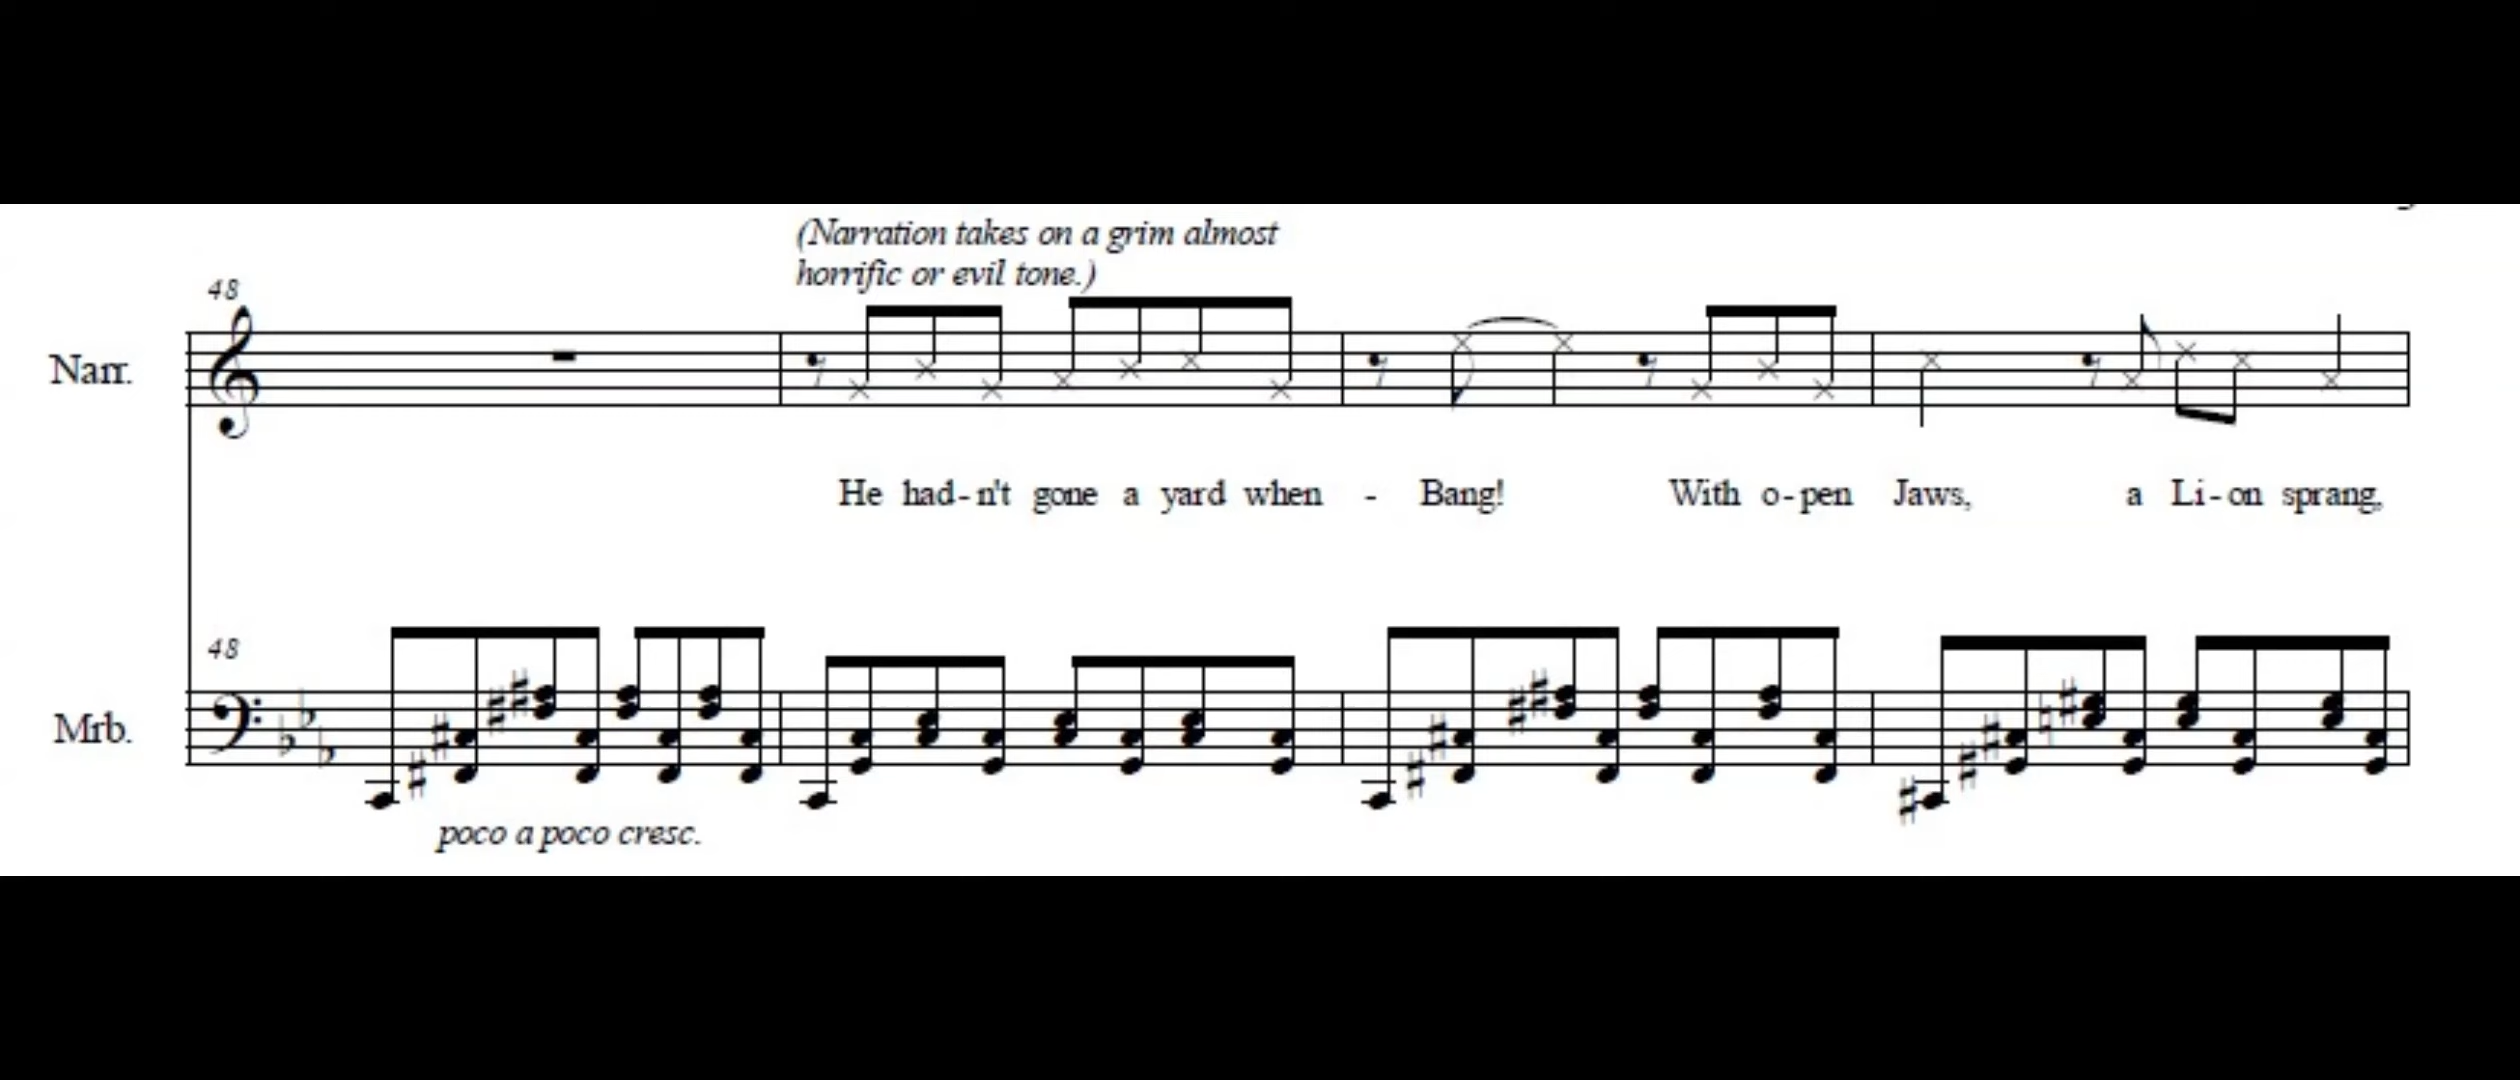 (Narration takes on a grim almost
horrific or evil tone.)
48
Narr.
He had-n't gone a yard when - Bang! With o-pen Jaws, a Li-on sprang,
48
Mrb.
poco a poco cresc.